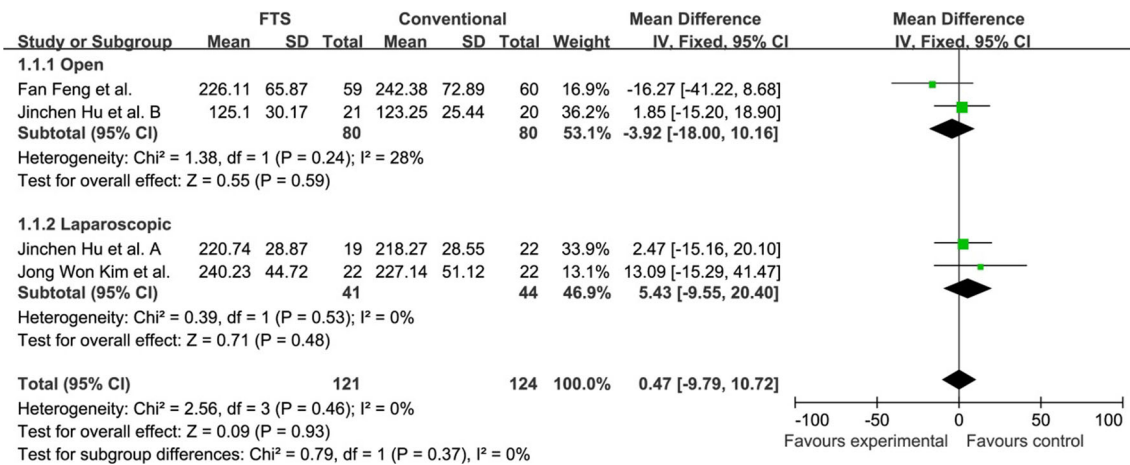 FTS Conventional Mean Difference Mean Difference
Study or Subgroup Mean SD Total Mean SD Total Weight IV, Fixed, 95% CI IV, Fixed, 95% CI
1.1.1 Open
Fan Feng et al. 226.11 65.87 59 242.38 72.89 60 16.9% -16.27 [-41.22, 8.68]
Jinchen Hu et al. B 125.1 30.17 21 123.25 25.44 20 36.2% 1.85 [-15.20, 18.90]
Subtotal (95% CI) 80 80 53.1% -3.92 [-18.00, 10.16]
Heterogeneity: Chi² = 1.38, df = 1 (P = 0.24); I² = 28%
Test for overall effect: Z = 0.55 (P = 0.59)
1.1.2 Laparoscopic
Jinchen Hu et al. A 220.74 28.87 19 218.27 28.55 22 33.9% 2.47 [-15.16, 20.10]
Jong Won Kim et al. 240.23 44.72 22 227.14 51.12 22 13.1% 13.09 [-15.29, 41.47]
Subtotal (95% CI) 41 44 46.9% 5.43 [-9.55, 20.40]
Heterogeneity: Chi² = 0.39, df = 1 (P = 0.53); I² = 0%
Test for overall effect: Z = 0.71 (P = 0.48)
Total (95% CI) 121 124 100.0% 0.47 [-9.79, 10.72]
Heterogeneity: Chi² = 2.56, df = 3 (P = 0.46); I² = 0%
Test for overall effect: Z = 0.09 (P = 0.93)
Test for subgroup differences: Chi² = 0.79, df = 1 (P = 0.37), I² = 0%
-100 -50 0 50 100
Favours experimental Favours control